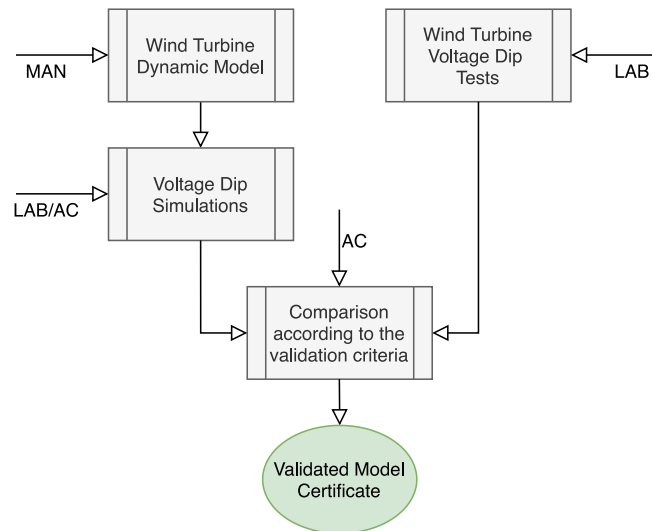 Wind Turbine
Dynamic Model
Wind Turbine
Voltage Dip
Tests
MAN
LAB
Voltage Dip
Simulations
LAB/AC
AC
Comparison
according to the
validation criteria
Validated Model
Certificate